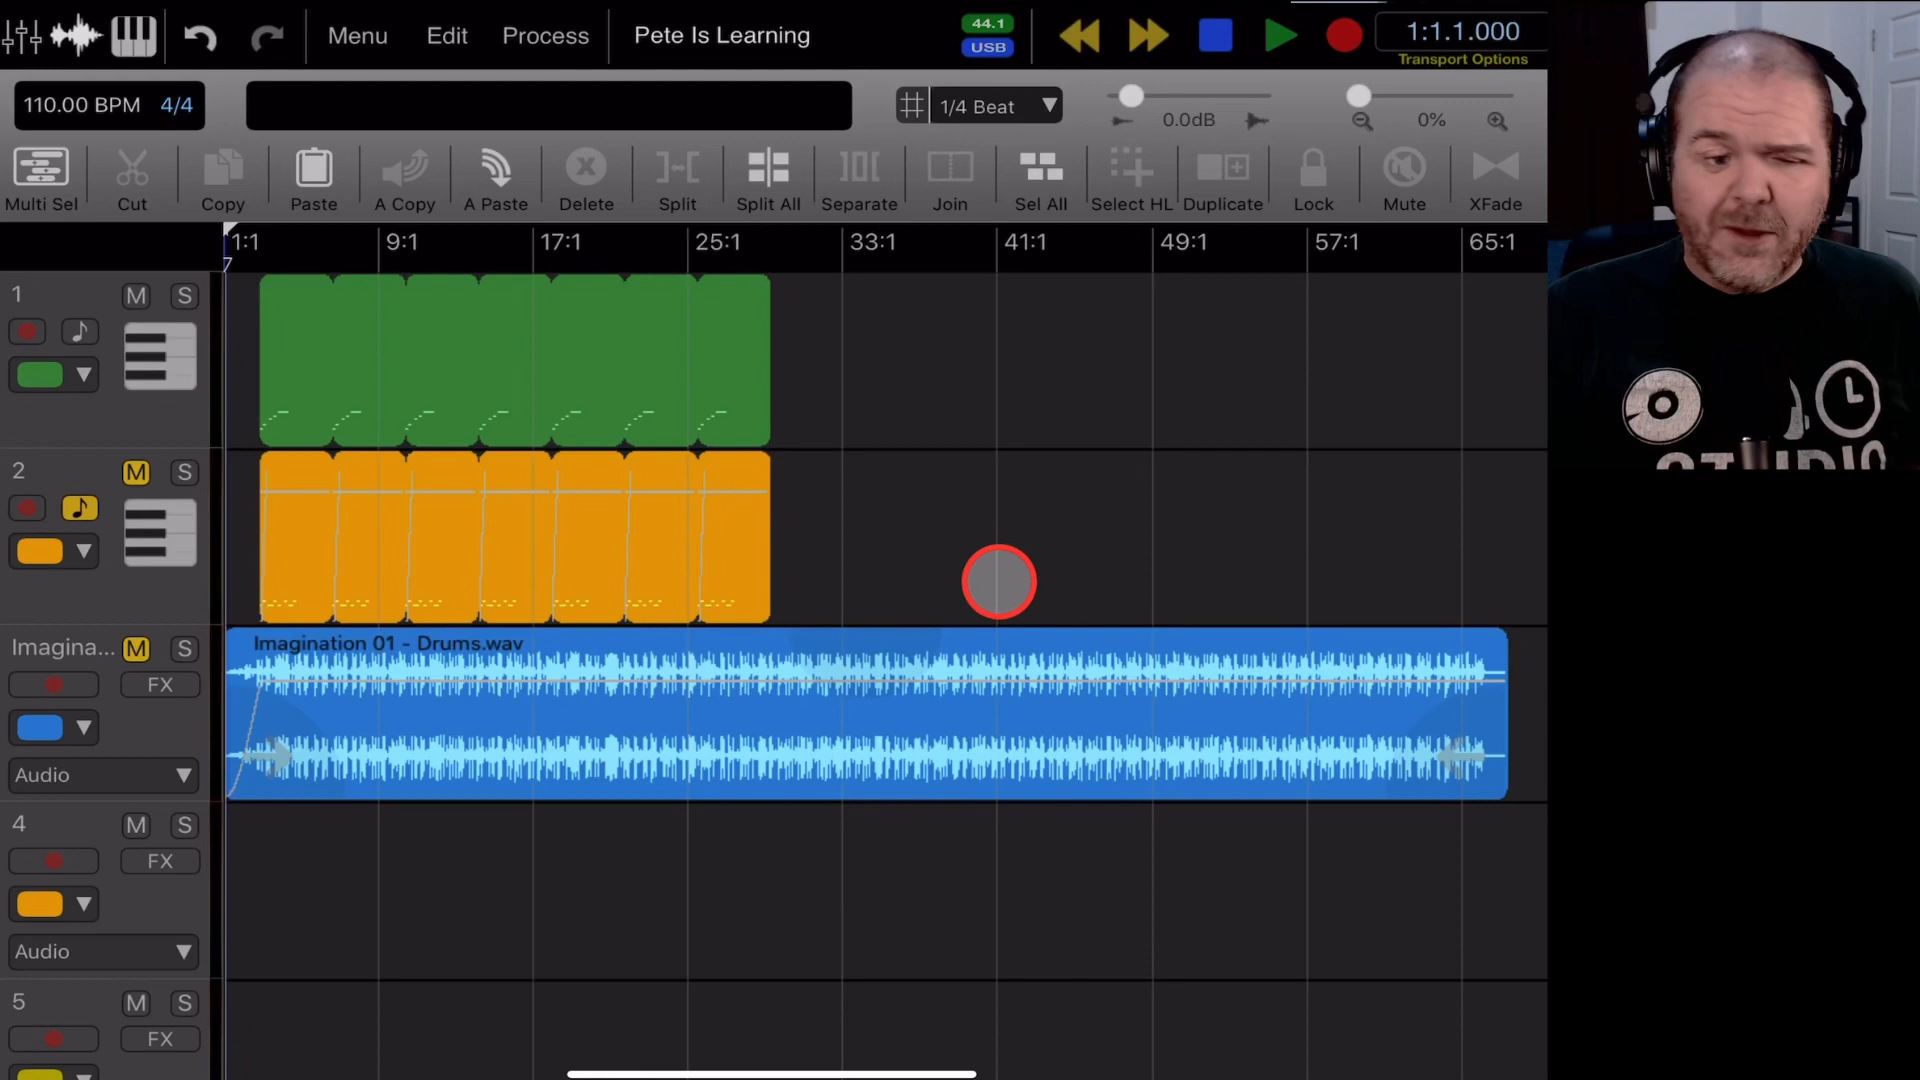 Menu Edit Process Pete Is Learning 44.1 USB 1:1.1.000
Transport Options
110.00 BPM 4/4 1/4 Beat 0.0dB 0%
Multi Sel Cut Copy Paste A Copy A Paste Delete Split Split All Separate Join Sel All Select HL Duplicate Lock Mute XFade
1:1 9:1 17:1 25:1 33:1 41:1 49:1 57:1 65:1
7
1 M S
2 M S
Imagina... M S
Imagination 01 - Drums.wav
FX
Audio
4 M S
FX
Audio
5 M S
FX
STUDIO